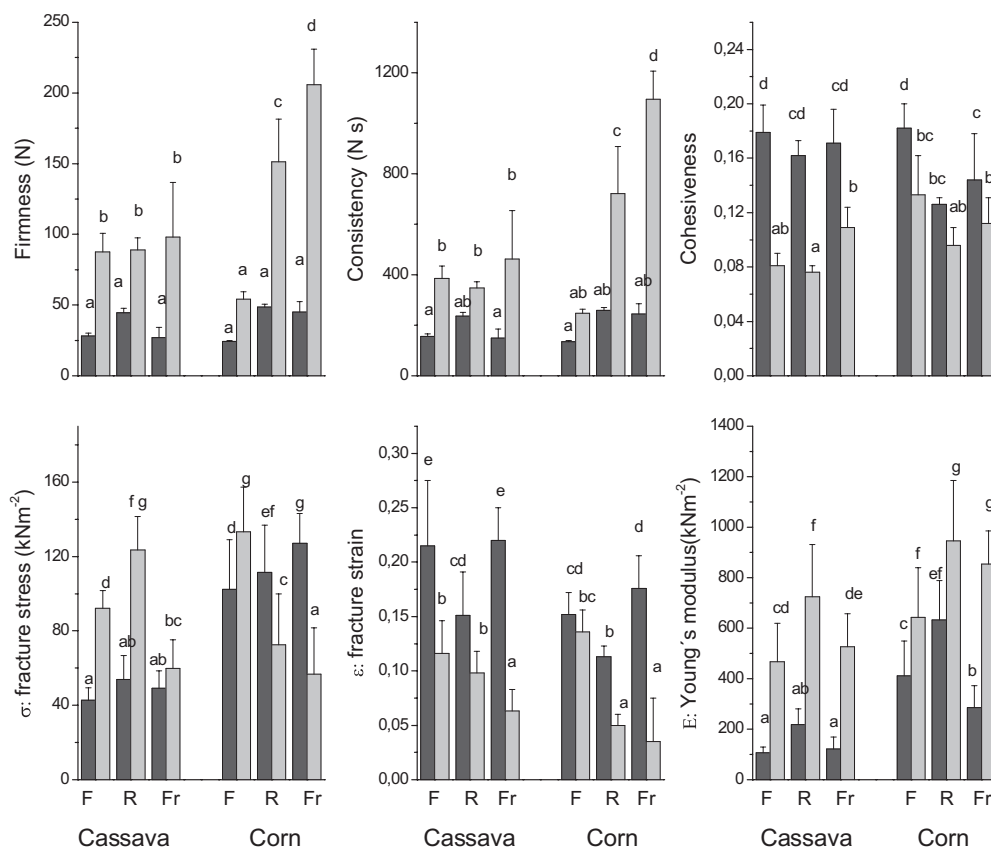 Firmness (N)
250
200
150
100
50
0
a
b
a
b
a
b
a
a
a
c
a
d
Consistency (N s)
1200
800
400
0
a
b
ab
b
a
b
a
ab
ab
c
ab
d
Cohesiveness
0,24
0,20
0,16
0,12
0,08
0,04
0,00
d
ab
cd
a
cd
b
d
bc
bc
ab
c
b
σ: fracture stress (kNm-2)
160
120
80
40
0
a
d
ab
f g
ab
bc
d
g
ef
c
g
a
F R Fr F R Fr
Cassava Corn
ε: fracture strain
0,30
0,25
0,20
0,15
0,10
0,05
0,00
e
b
cd
b
e
a
cd
bc
b
a
d
a
F R Fr F R Fr
Cassava Corn
E: Young´s modulus(kNm-2)
1400
1200
1000
800
600
400
200
0
a
cd
ab
f
a
de
c
f
ef
g
b
g
F R Fr F R Fr
Cassava Corn